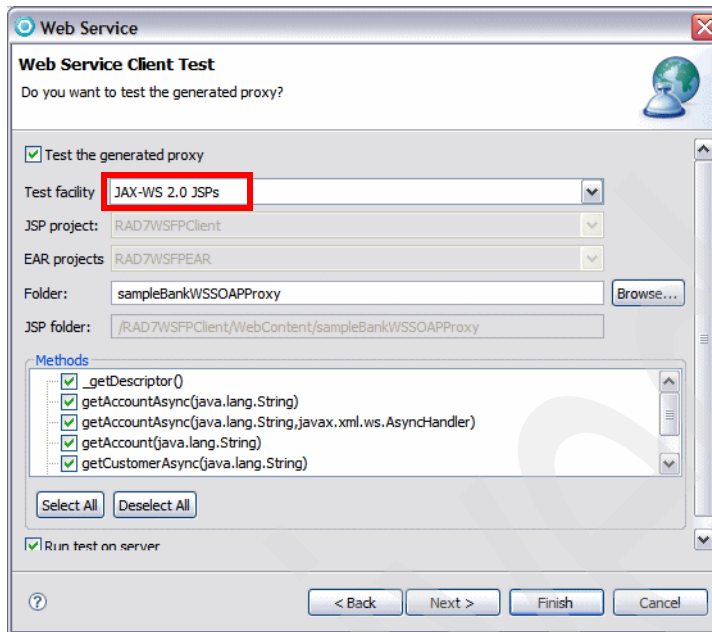 Web Service
Web Service Client Test
Do you want to test the generated proxy?
Test the generated proxy
Test facility JAX-WS 2.0 JSPs
JSP project: RAD7WSFPClient
EAR projects RAD7WSFPEAR
Folder: sampleBankWSSOAPProxy Browse...
JSP folder: /RAD7WSFPClient/WebContent/sampleBankWSSOAPProxy
Methods
_getDescriptor()
getAccountAsync(java.lang.String)
getAccountAsync(java.lang.String,javax.xml.ws.AsyncHandler)
getAccount(java.lang.String)
getCustomerAsync(java.lang.String)
Select All Deselect All
Run test on server
? < Back Next > Finish Cancel